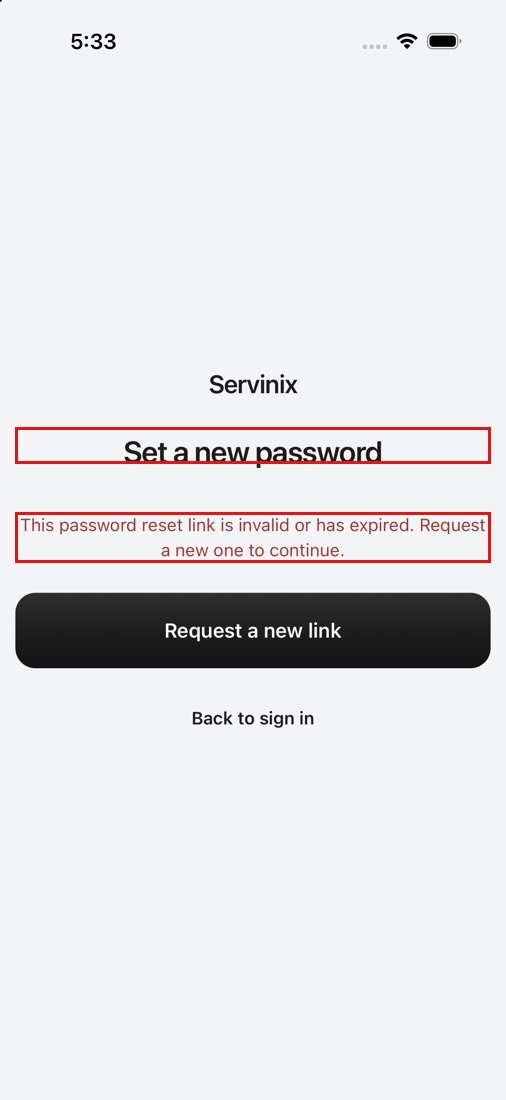 5:33
Servinix
Set a new password
This password reset link is invalid or has expired. Request
a new one to continue.
Request a new link
Back to sign in